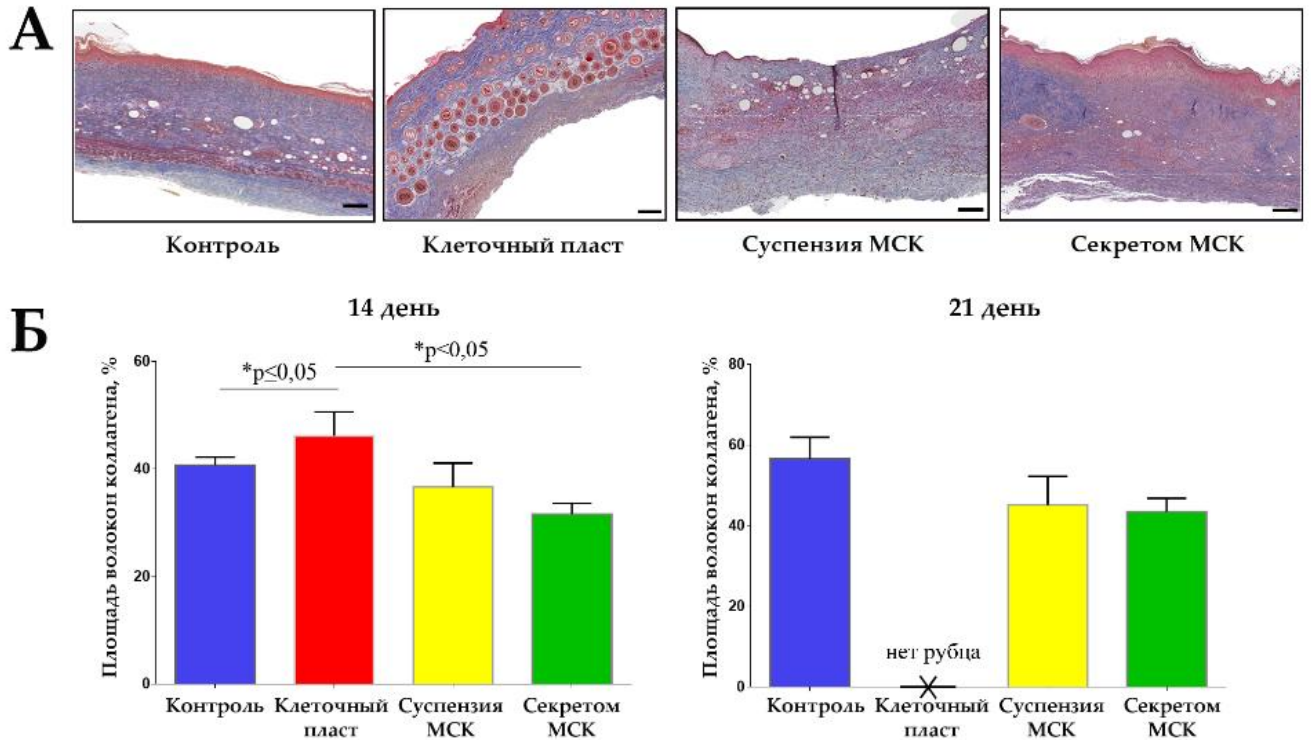 А
Контроль
Клеточный пласт
Суспензия МСК
Секретом МСК
Б
14 день
Площадь волокон коллагена, %
60
40
20
0
*p≤0,05
*p<0,05
Контроль
Клеточный
пласт
Суспензия
МСК
Секретом
МСК
21 день
Площадь волокон коллагена, %
80
60
40
20
0
нет рубца
Контроль
Клеточный
пласт
Суспензия
МСК
Секретом
МСК